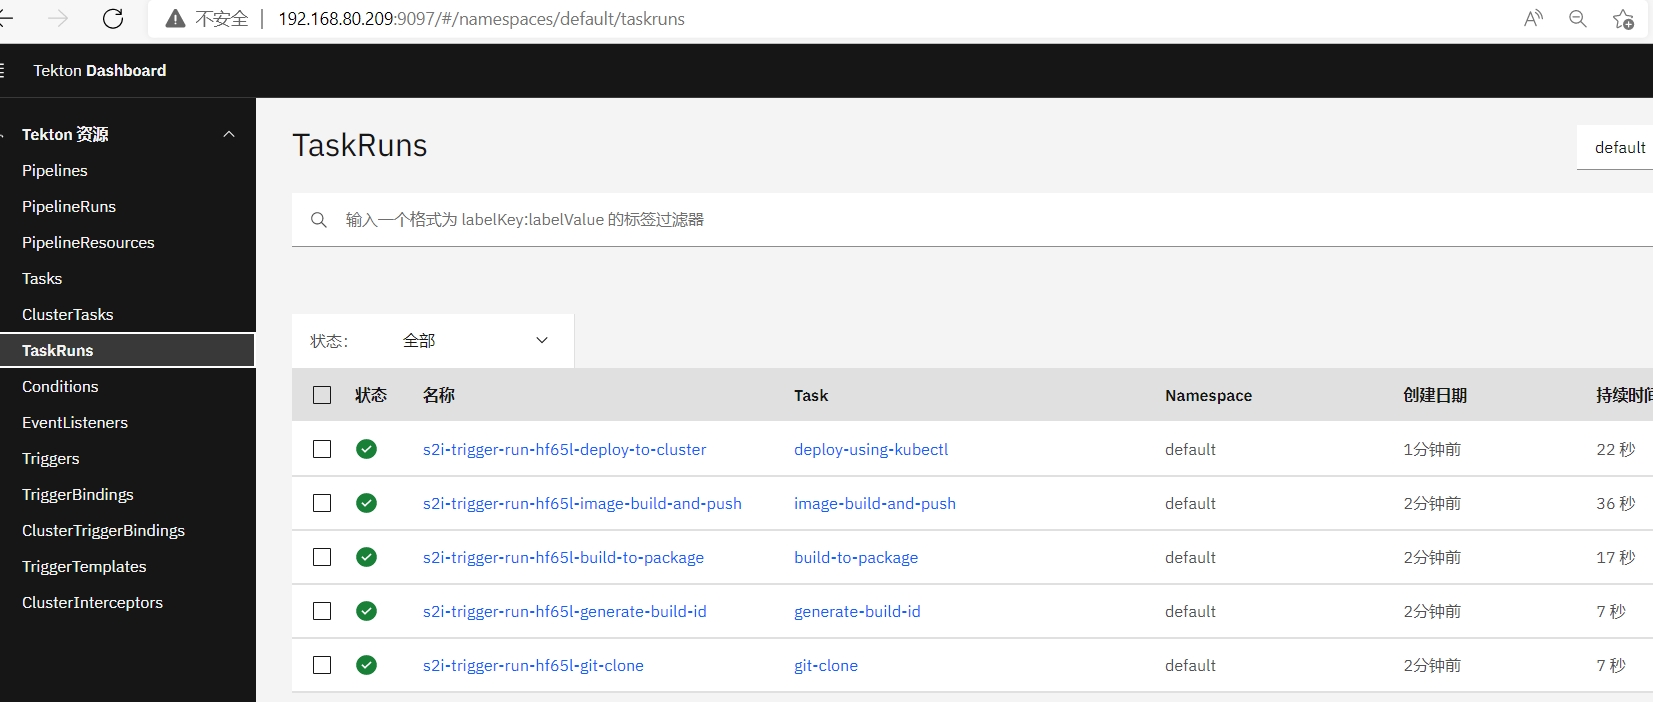 不安全 | 192.168.80.209:9097/#/namespaces/default/taskruns
Tekton Dashboard
Tekton 资源
Pipelines
PipelineRuns
PipelineResources
Tasks
ClusterTasks
TaskRuns
Conditions
EventListeners
Triggers
TriggerBindings
ClusterTriggerBindings
TriggerTemplates
ClusterInterceptors
TaskRuns
default
输入一个格式为 labelKey:labelValue 的标签过滤器
状态: 全部
状态 名称 Task Namespace 创建日期 持续时间
s2i-trigger-run-hf65l-deploy-to-cluster deploy-using-kubectl default 1分钟前 22 秒
s2i-trigger-run-hf65l-image-build-and-push image-build-and-push default 2分钟前 36 秒
s2i-trigger-run-hf65l-build-to-package build-to-package default 2分钟前 17 秒
s2i-trigger-run-hf65l-generate-build-id generate-build-id default 2分钟前 7 秒
s2i-trigger-run-hf65l-git-clone git-clone default 2分钟前 7 秒